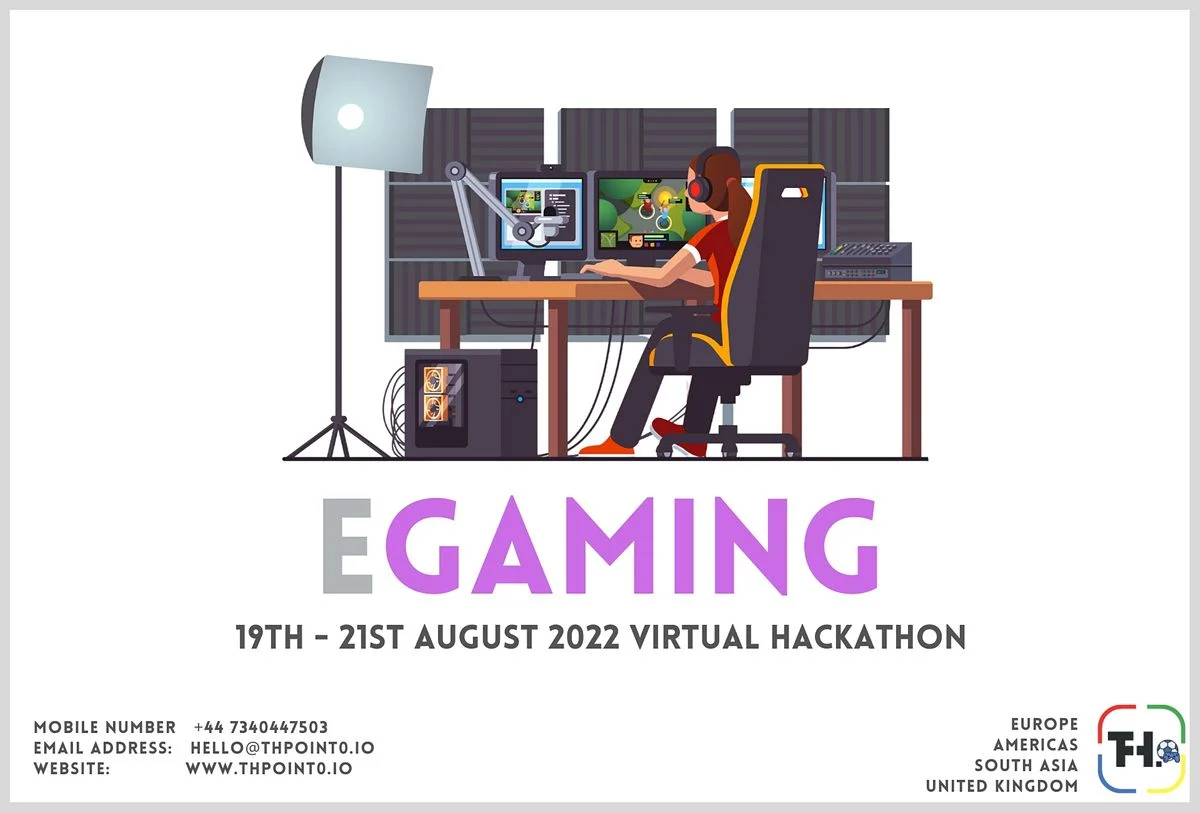 EGAMING
19TH - 21ST AUGUST 2022 VIRTUAL HACKATHON
MOBILE NUMBER +44 7340447503
EMAIL ADDRESS: HELLO@THPOINT0.IO
WEBSITE: WWW.THPOINT0.IO
EUROPE
AMERICAS
SOUTH ASIA
UNITED KINGDOM
TH.